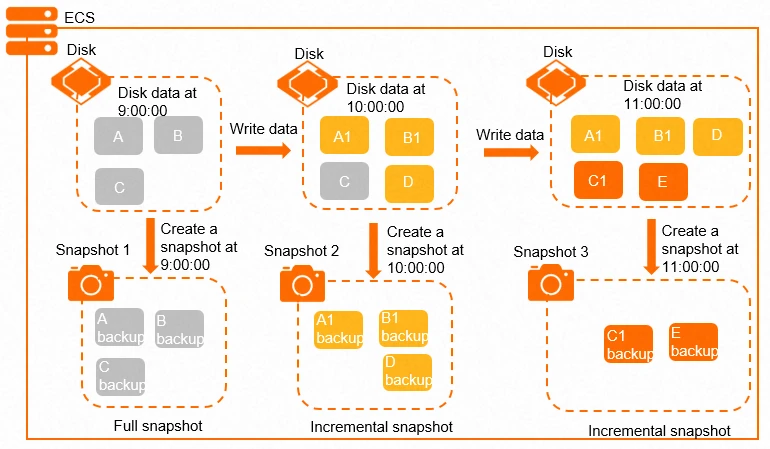 ECS
Disk
Disk data at
9:00:00
A
B
C
Write data
Disk
Disk data at
10:00:00
A1
B1
C
D
Write data
Disk
Disk data at
11:00:00
A1
B1
D
C1
E
Snapshot 1
Create a
snapshot at
9:00:00
A
backup
B
backup
C
backup
Full snapshot
Snapshot 2
Create a
snapshot at
10:00:00
A1
backup
B1
backup
D
backup
Incremental snapshot
Snapshot 3
Create a
snapshot at
11:00:00
C1
backup
E
backup
Incremental snapshot